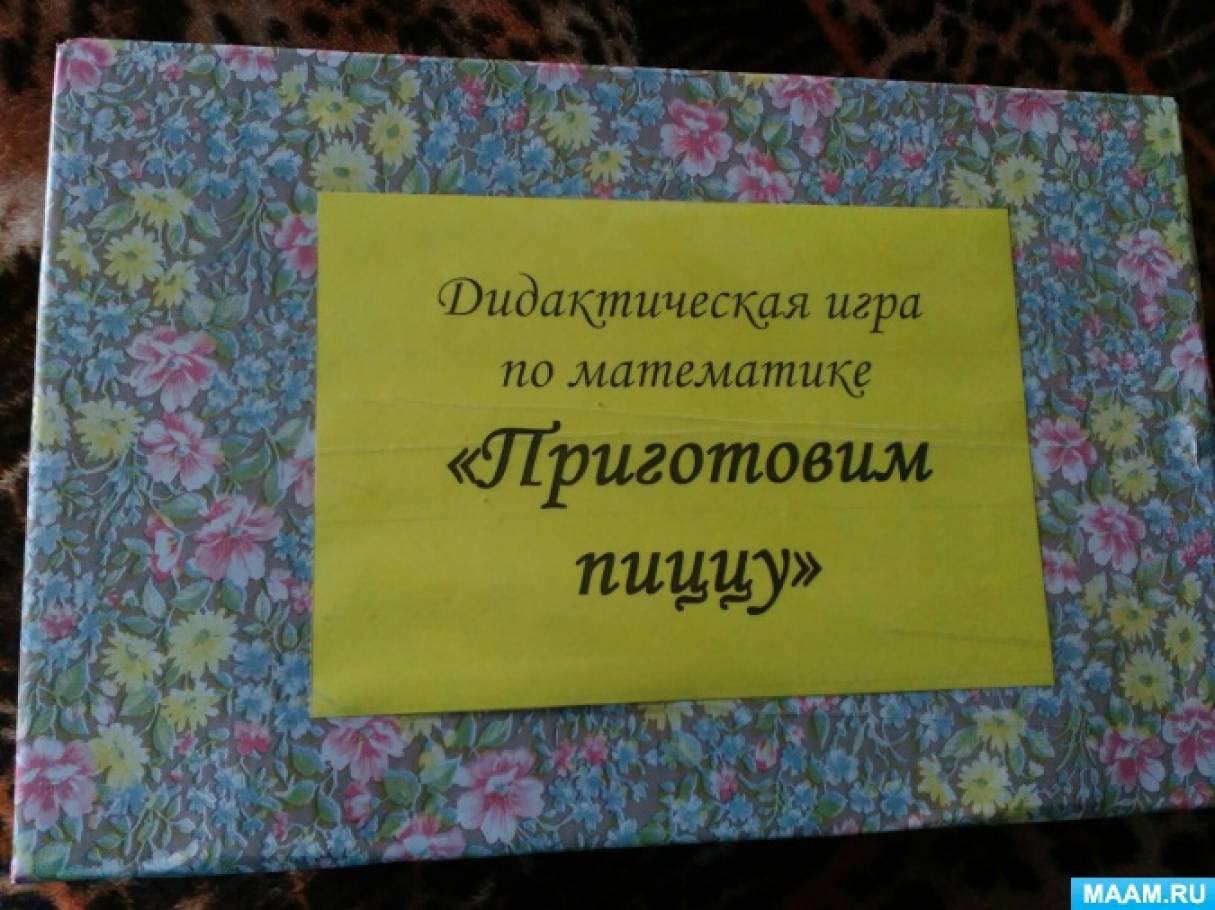 Дидактическая игра
по математике
«Приготовим
пиццу»
MAAM.RU